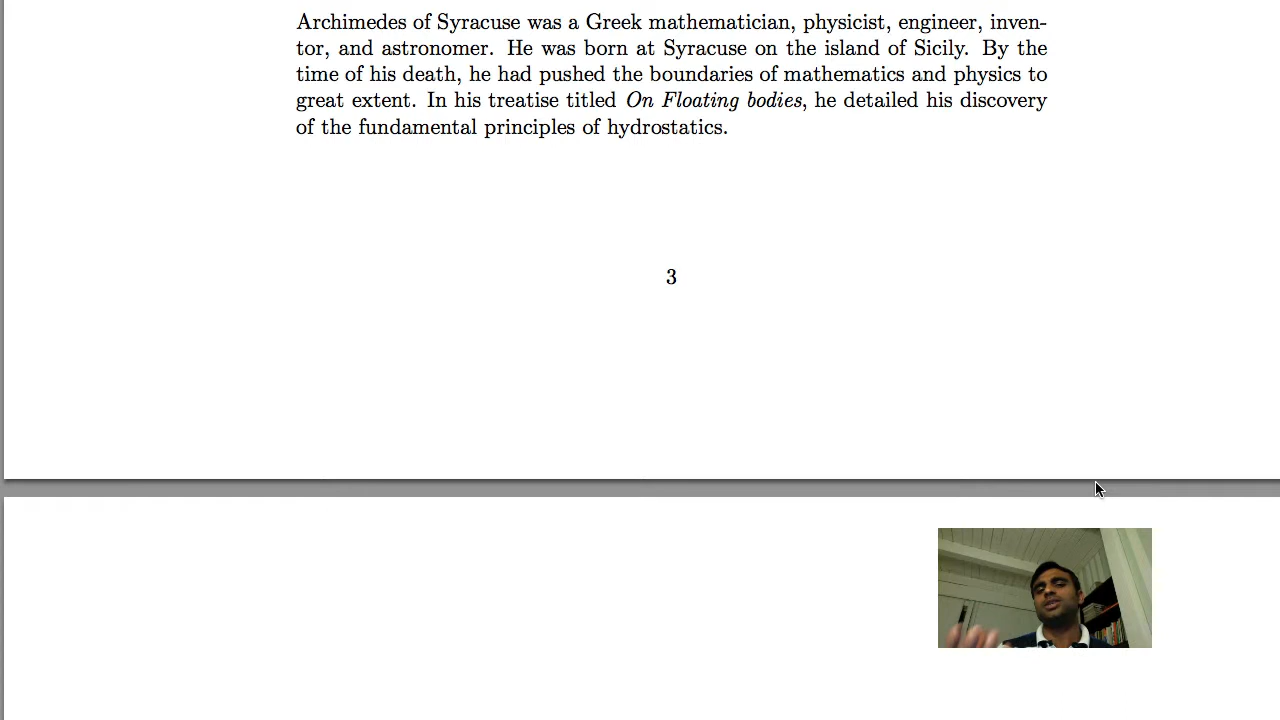 Archimedes of Syracuse was a Greek mathematician, physicist, engineer, inven-
tor, and astronomer. He was born at Syracuse on the island of Sicily. By the
time of his death, he had pushed the boundaries of mathematics and physics to
great extent. In his treatise titled On Floating bodies, he detailed his discovery
of the fundamental principles of hydrostatics.
3